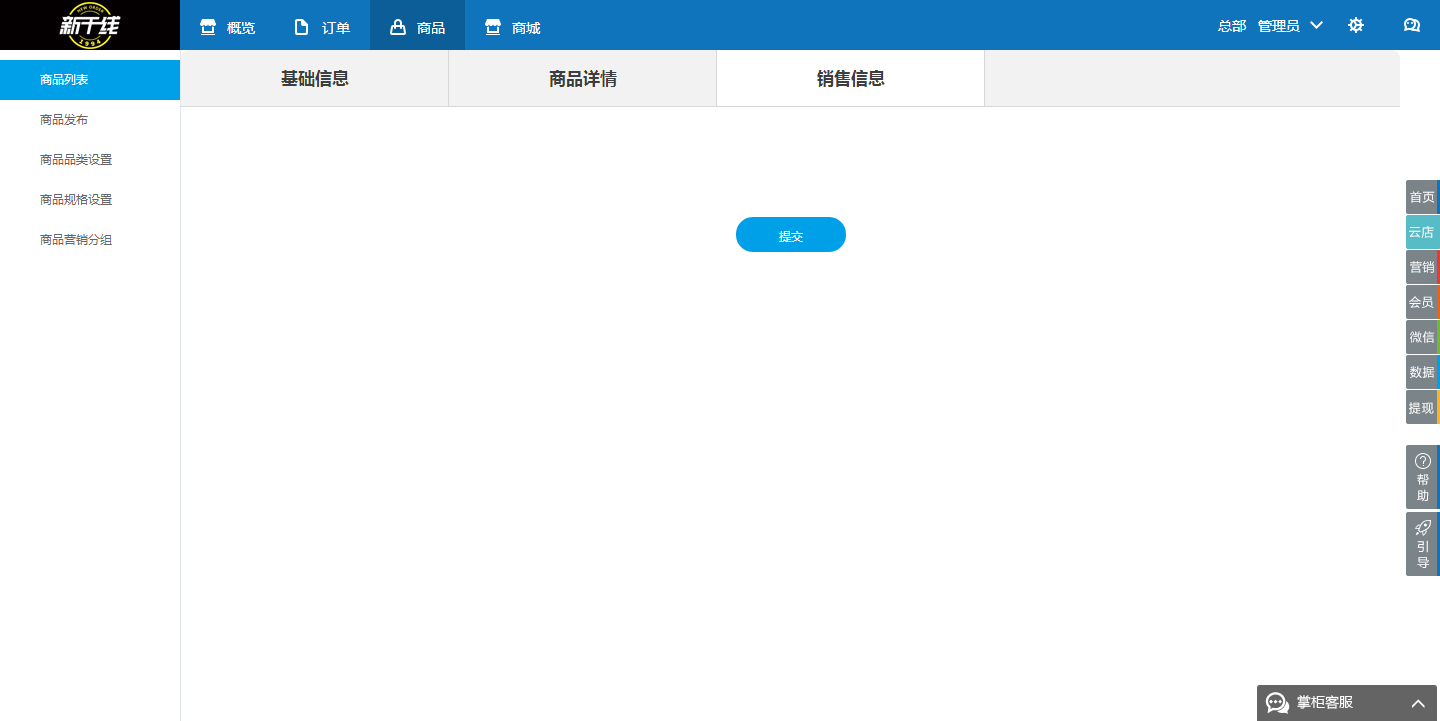 NEW ORDER
新干线
1994
概览
订单
商品
商城
总部 管理员
商品列表
商品发布
商品品类设置
商品规格设置
商品营销分组
基础信息
商品详情
销售信息
提交
首页
云店
营销
会员
微信
数据
提现
帮
助
引
导
掌柜客服